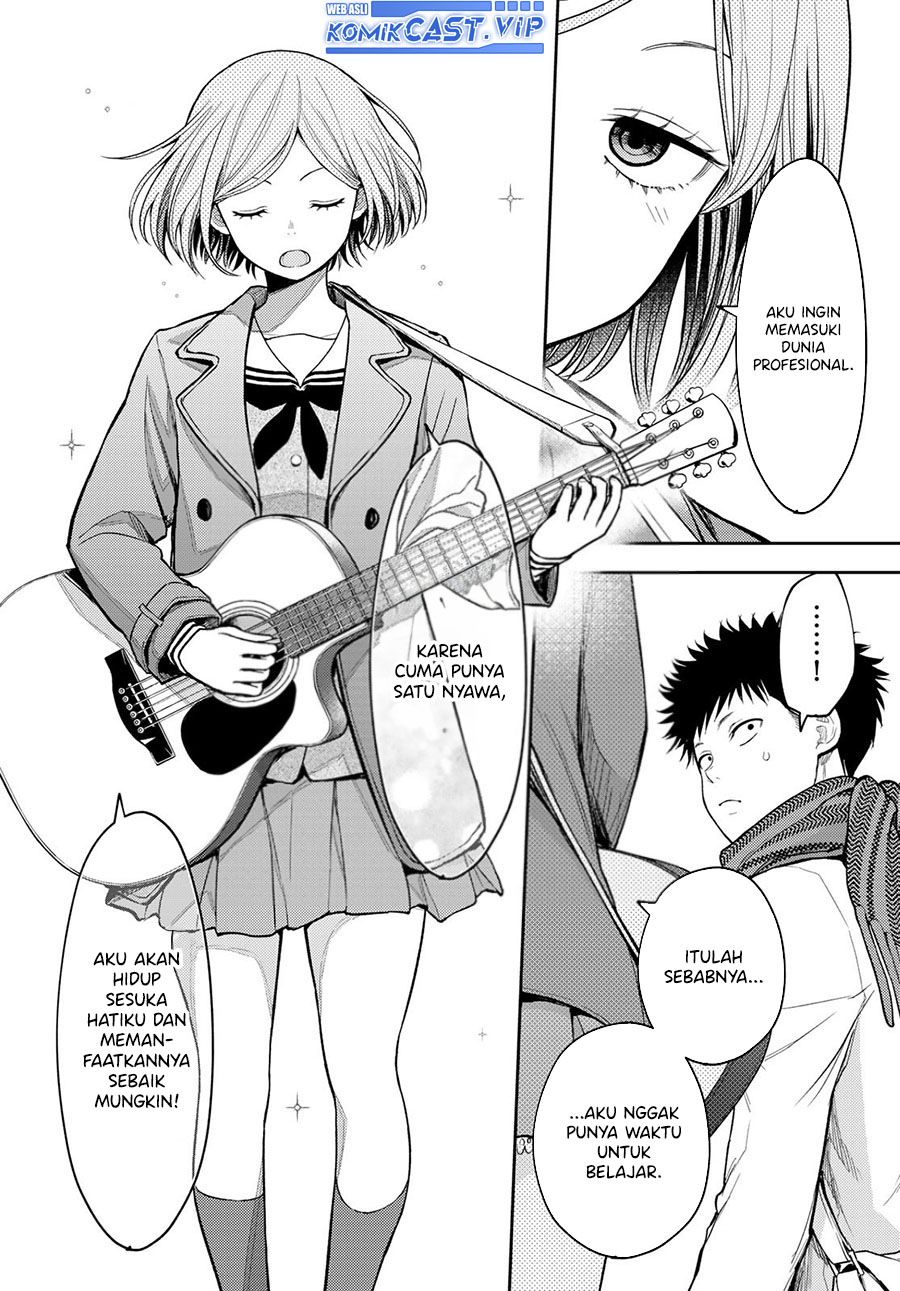 WEB ASLI
KOMIKCAST.VIP
AKU INGIN
MEMASUKI
DUNIA
PROFESIONAL.
......!
ITULAH
SEBABNYA...
...AKU NGGAK
PUNYA WAKTU
UNTUK
BELAJAR.
KARENA
CUMA PUNYA
SATU NYAWA,
AKU AKAN
HIDUP
SESUKA
HATIKU DAN
MEMAN-
FAATKANNYA
SEBAIK
MUNGKIN!